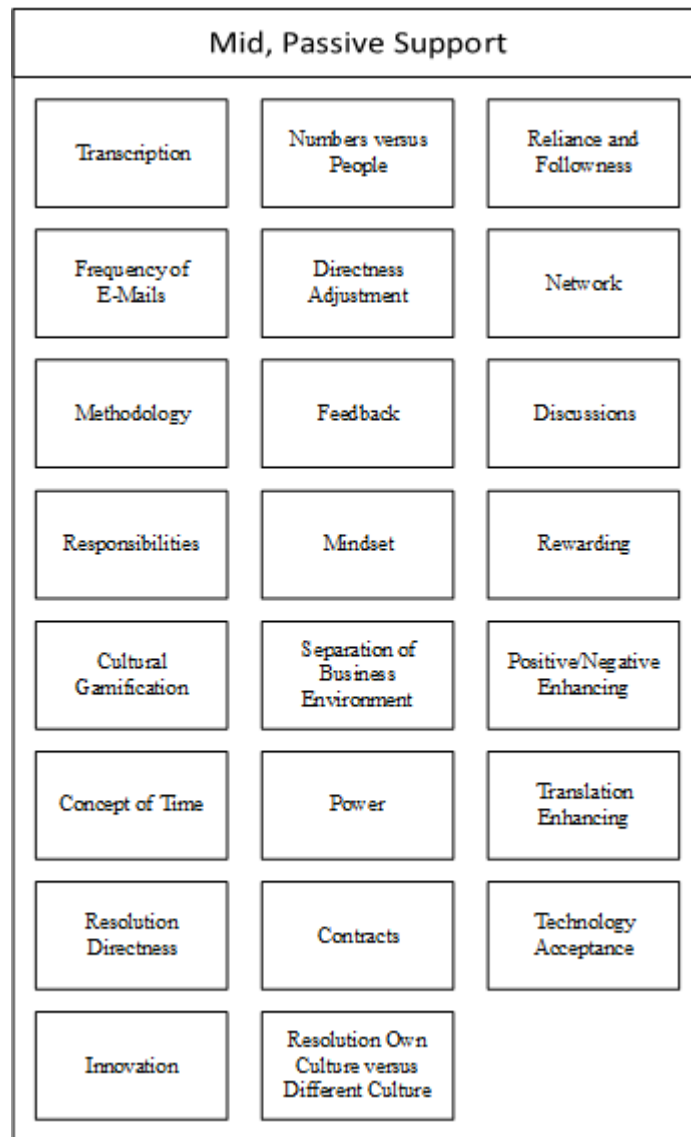 Mid, Passive Support
Transcription
Numbers versus
People
Reliance and
Followness
Frequency of
E-Mails
Directness
Adjustment
Network
Methodology
Feedback
Discussions
Responsibilities
Mindset
Rewarding
Cultural
Gamification
Separation of
Business
Environment
Positive/Negative
Enhancing
Concept of Time
Power
Translation
Enhancing
Resolution
Directness
Contracts
Technology
Acceptance
Innovation
Resolution Own
Culture versus
Different Culture